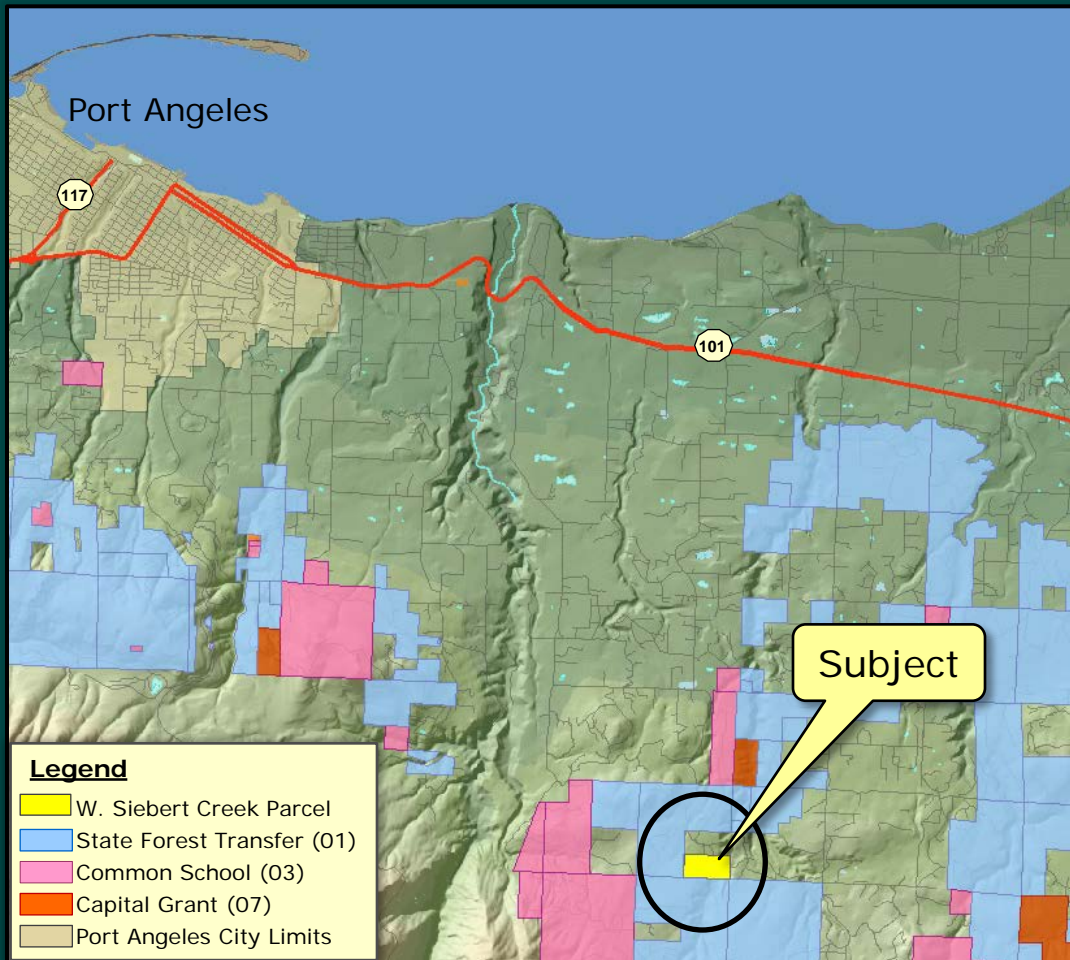 Port Angeles
117
101
Subject
Legend
W. Siebert Creek Parcel
State Forest Transfer (01)
Common School (03)
Capital Grant (07)
Port Angeles City Limits